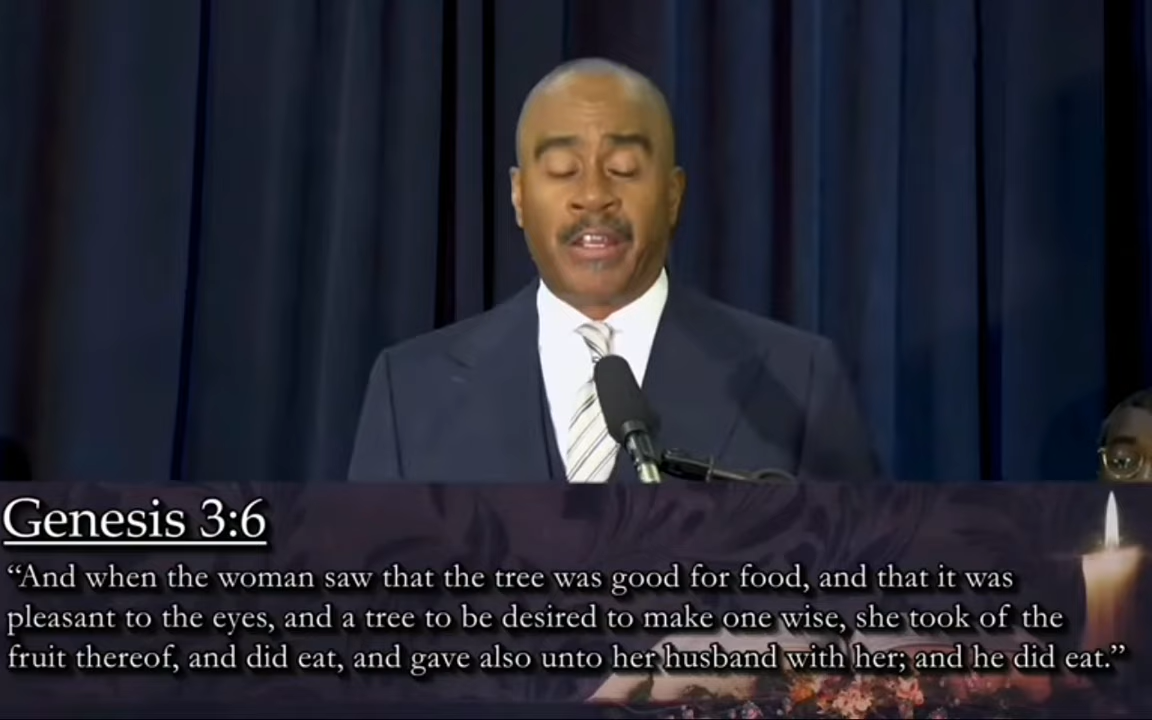 Genesis 3:6
“And when the woman saw that the tree was good for food, and that it was
pleasant to the eyes, and a tree to be desired to make one wise, she took of the
fruit thereof, and did eat, and gave also unto her husband with her; and he did eat.”